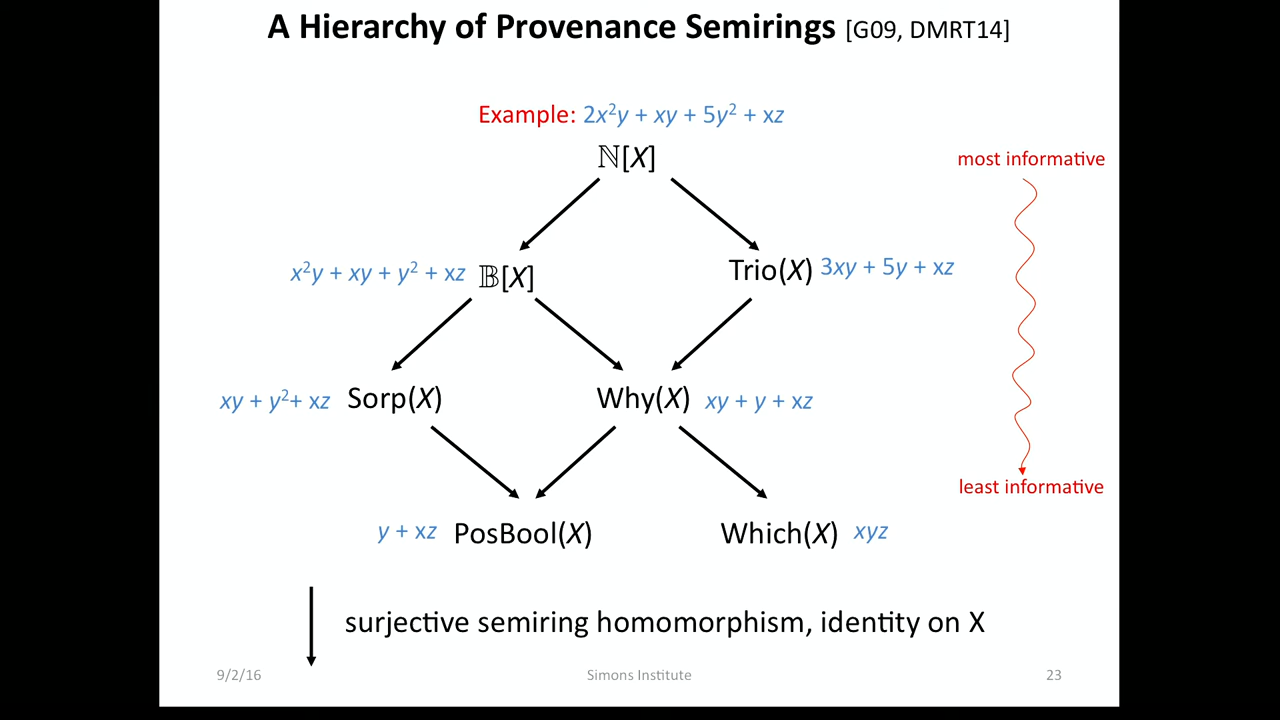 A Hierarchy of Provenance Semirings [G09, DMRT14]
Example: 2x²y + xy + 5y² + xz
ℕ[X]
most informative
x²y + xy + y² + xz 𝔹[X]
Trio(X) 3xy + 5y + xz
xy + y²+ xz Sorp(X)
Why(X) xy + y + xz
least informative
y + xz PosBool(X)
Which(X) xyz
surjective semiring homomorphism, identity on X
9/2/16
Simons Institute
23